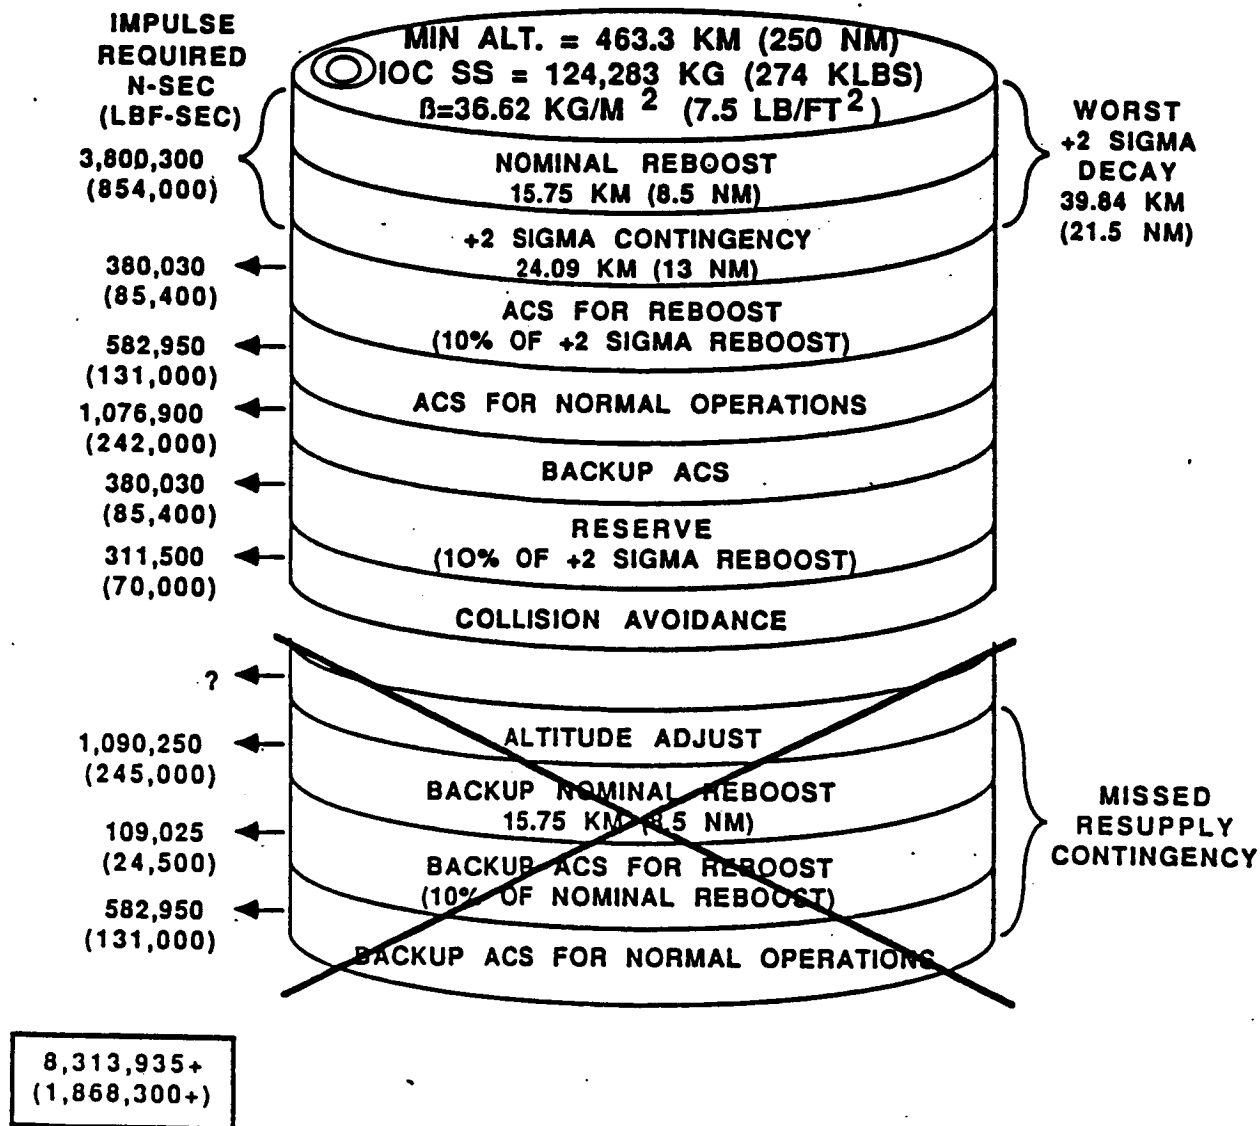 IMPULSE
REQUIRED
N-SEC
(LBF-SEC)
3,800,300
(854,000)
380,030
(85,400)
582,950
(131,000)
1,076,900
(242,000)
380,030
(85,400)
311,500
(70,000)
?
1,090,250
(245,000)
109,025
(24,500)
582,950
(131,000)
8,313,935+
(1,868,300+)
MIN ALT. = 463.3 KM (250 NM)
IOC SS = 124,283 KG (274 KLBS)
β=36.62 KG/M 2 (7.5 LB/FT2)
NOMINAL REBOOST
15.75 KM (8.5 NM)
+2 SIGMA CONTINGENCY
24.09 KM (13 NM)
ACS FOR REBOOST
(10% OF +2 SIGMA REBOOST)
ACS FOR NORMAL OPERATIONS
BACKUP ACS
RESERVE
(10% OF +2 SIGMA REBOOST)
COLLISION AVOIDANCE
ALTITUDE ADJUST
BACKUP NOMINAL REBOOST
15.75 KM (8.5 NM)
BACKUP ACS FOR REBOOST
(10% OF NOMINAL REBOOST)
BACKUP ACS FOR NORMAL OPERATIONS
WORST
+2 SIGMA
DECAY
39.84 KM
(21.5 NM)
MISSED
RESUPPLY
CONTINGENCY